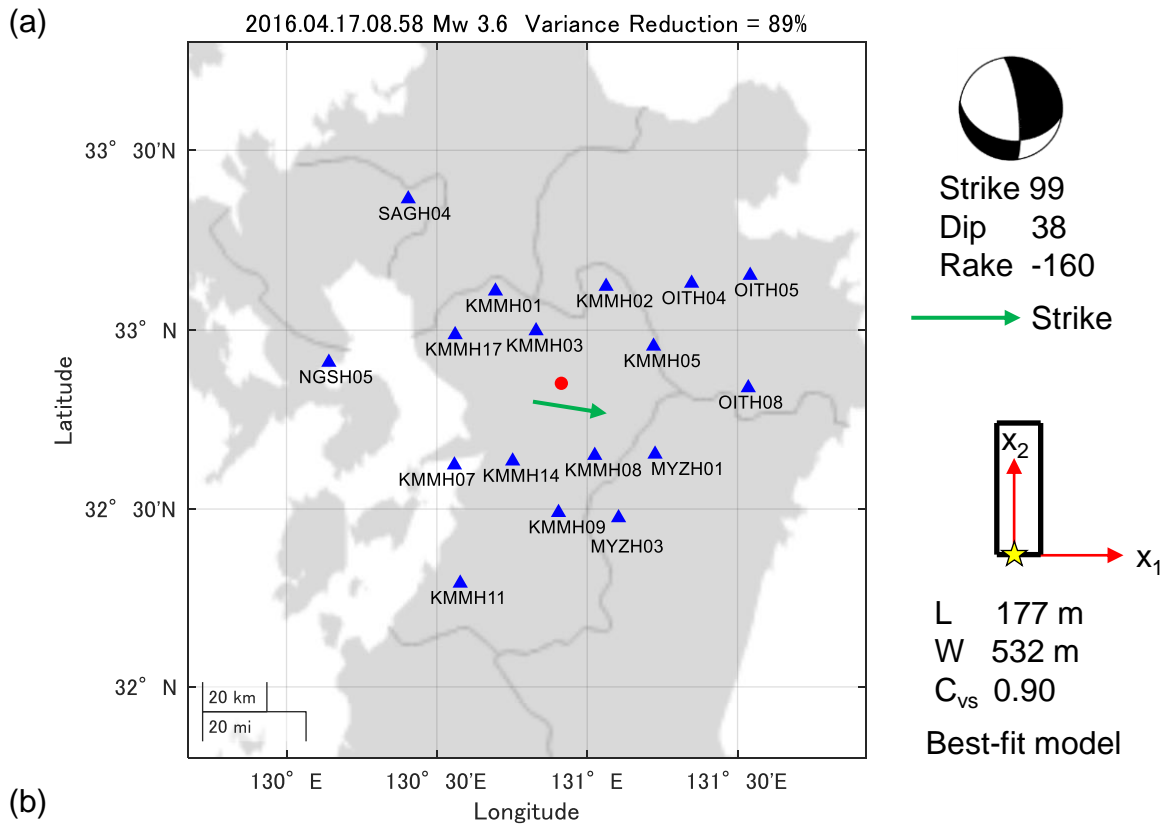 (a)
2016.04.17.08.58 Mw 3.6 Variance Reduction = 89%
33° 30'N
33° N
32° 30'N
32° N
Latitude
SAGH04
KMMH01
KMMH02
OITH04
OITH05
KMMH17
KMMH03
KMMH05
NGSH05
OITH08
KMMH07
KMMH14
KMMH08
MYZH01
KMMH09
MYZH03
KMMH11
20 km
20 mi
130° E
130° 30'E
131° E
131° 30'E
Longitude
Strike 99
Dip 38
Rake -160
Strike
x2
x1
L 177 m
W 532 m
Cvs 0.90
Best-fit model
(b)